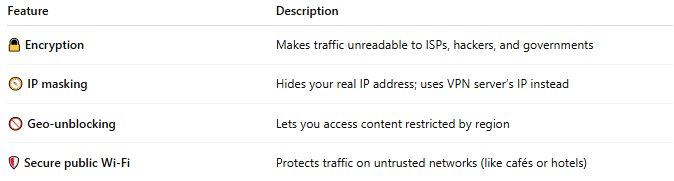 Feature Description
Encryption Makes traffic unreadable to ISPs, hackers, and governments
IP masking Hides your real IP address; uses VPN server's IP instead
Geo-unblocking Lets you access content restricted by region
Secure public Wi-Fi Protects traffic on untrusted networks (like cafés or hotels)